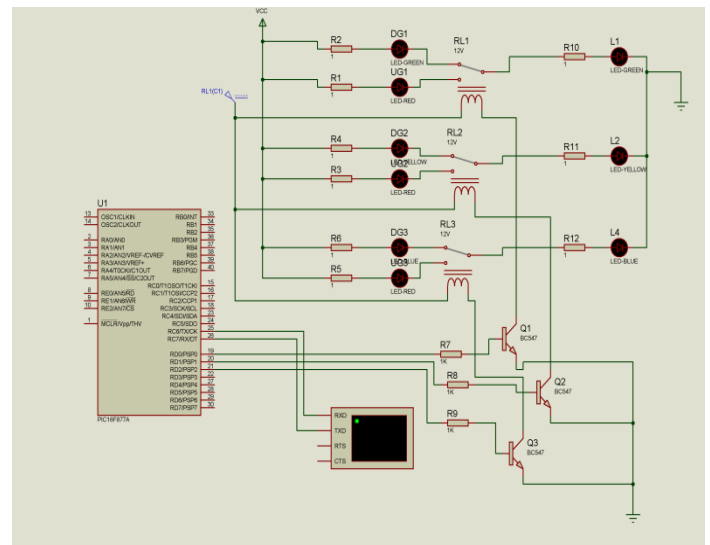 VCC
R2
1
DG1
LED-GREEN
RL1
12V
R10
1
L1
LED-GREEN
R1
1
UG1
LED-RED
RL1(C1)
R4
1
DG2
LED-YELLOW
RL2
12V
R11
1
L2
LED-YELLOW
R3
1
UG2
LED-RED
R6
1
DG3
LED-BLUE
RL3
12V
R12
1
L4
LED-BLUE
R5
1
UG3
LED-RED
U1
13 OSC1/CLKIN RB0/INT 33
14 OSC2/CLKOUT RB1 34
RB2 35
2 RA0/AN0 RB3/PGM 36
3 RA1/AN1 RB4 37
4 RA2/AN2/VREF-/CVREF RB5 38
5 RA3/AN3/VREF+ RB6/PGC 39
6 RA4/T0CKI/C1OUT RB7/PGD 40
7 RA5/AN4/SS/C2OUT
RC0/T1OSO/T1CKI 15
8 RE0/AN5/RD RC1/T1OSI/CCP2 16
9 RE1/AN6/WR RC2/CCP1 17
10 RE2/AN7/CS RC3/SCK/SCL 18
RC4/SDI/SDA 23
1 MCLR/Vpp/THV RC5/SDO 24
RC6/TX/CK 25
RC7/RX/DT 26
RD0/PSP0 19
RD1/PSP1 20
RD2/PSP2 21
RD3/PSP3 22
RD4/PSP4 27
RD5/PSP5 28
RD6/PSP6 29
RD7/PSP7 30
PIC16F877A
R7
1K
Q1
BC547
R8
1K
Q2
BC547
R9
1K
Q3
BC547
RXD
TXD
RTS
CTS